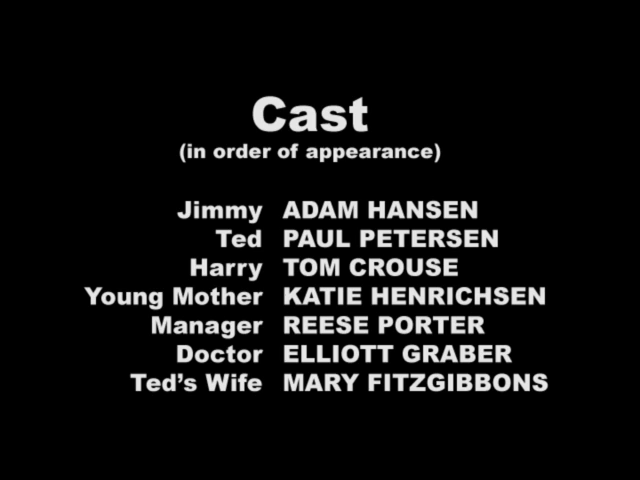 Cast
(in order of appearance)
Jimmy ADAM HANSEN
Ted PAUL PETERSEN
Harry TOM CROUSE
Young Mother KATIE HENRICHSEN
Manager REESE PORTER
Doctor ELLIOTT GRABER
Ted's Wife MARY FITZGIBBONS